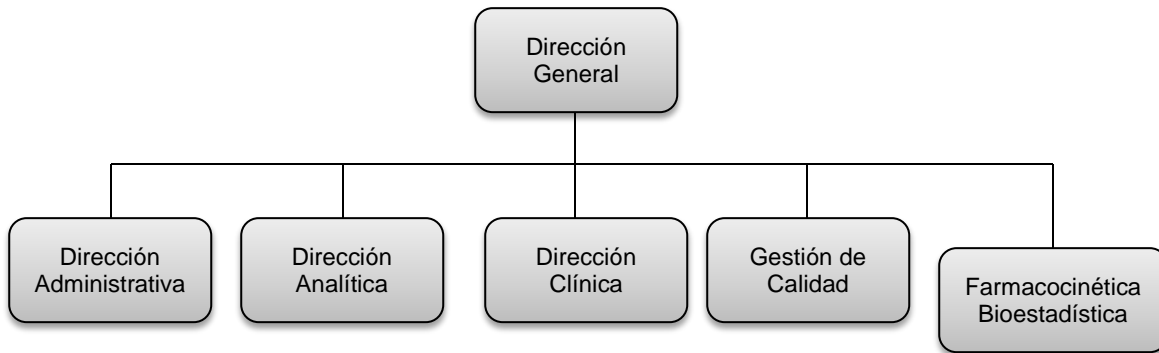 Dirección
General
Dirección
Administrativa
Dirección
Analítica
Dirección
Clínica
Gestión de
Calidad
Farmacocinética
Bioestadística